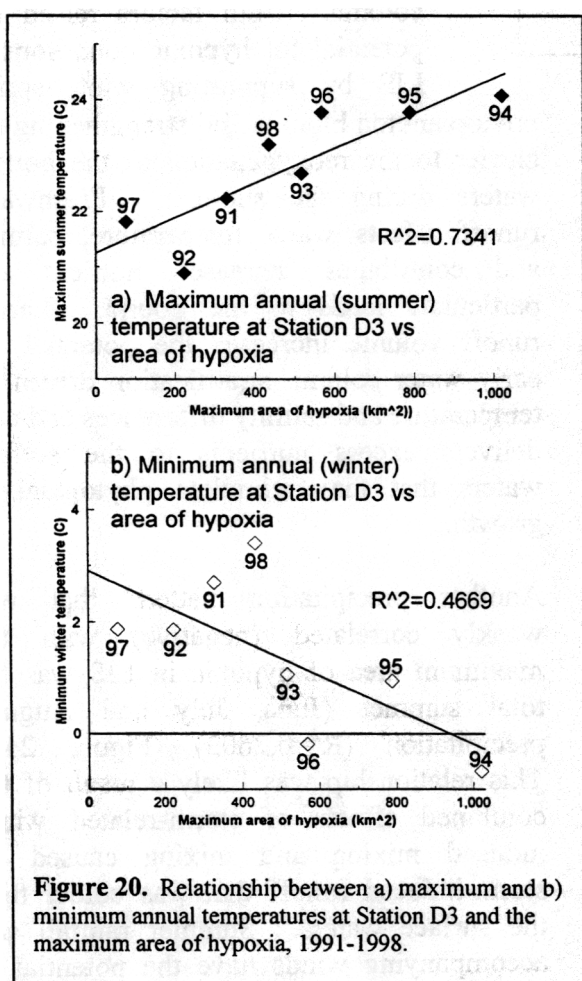 Maximum summer temperature (C)
24
22
20
97
92
91
98
93
96
95
94
R^2=0.7341
a) Maximum annual (summer)
temperature at Station D3 vs
area of hypoxia
0 200 400 600 800 1,000
Maximum area of hypoxia (km^2))
b) Minimum annual (winter)
temperature at Station D3 vs
area of hypoxia
Minimum winter temperature (C)
4
2
0
97
92
91
98
93
96
95
94
R^2=0.4669
0 200 400 600 800 1,000
Maximum area of hypoxia (km^2)
Figure 20. Relationship between a) maximum and b)
minimum annual temperatures at Station D3 and the
maximum area of hypoxia, 1991-1998.